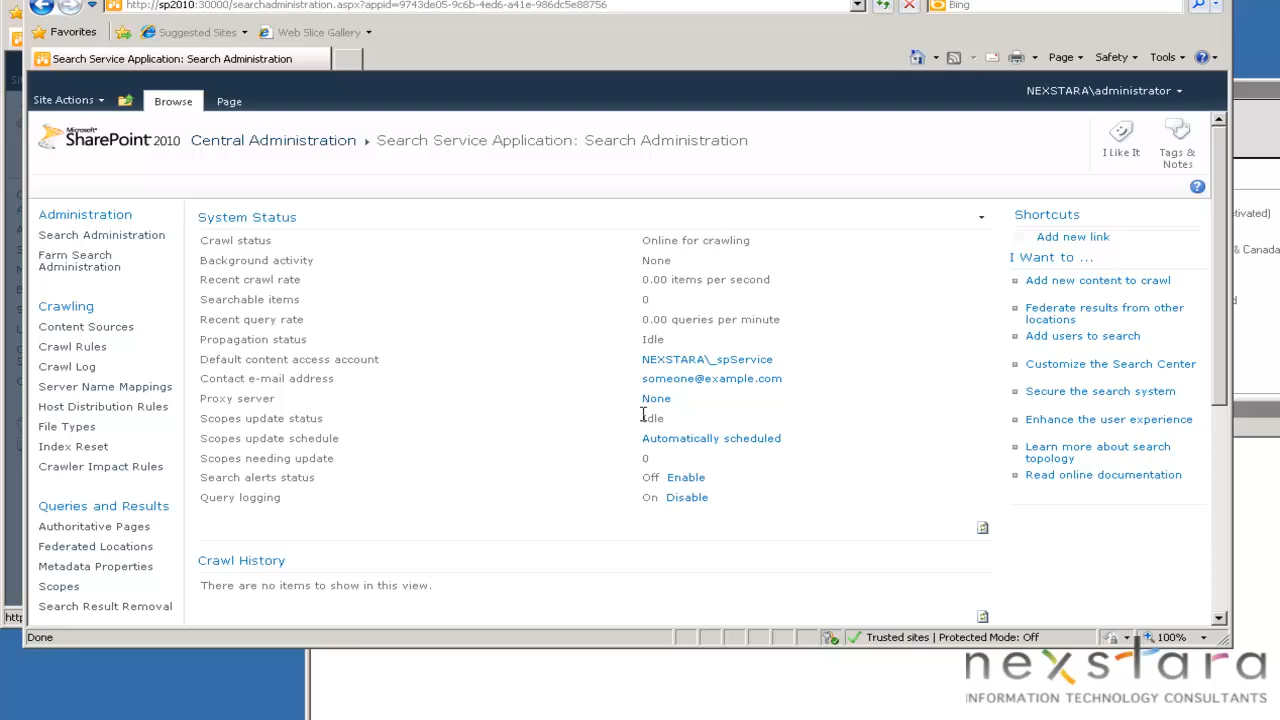 http://sp2010:30000/searchadministration.aspx?appid=9743de05-9c6b-4ed6-a41e-986dc5e88756
Bing
Favorites
Suggested Sites
Web Slice Gallery
Search Service Application: Search Administration
Page
Safety
Tools
Site Actions
Browse
Page
NEXSTARA\administrator
Microsoft
SharePoint 2010
Central Administration
Search Service Application: Search Administration
I Like It
Tags &
Notes
Administration
Search Administration
Farm Search
Administration
Crawling
Content Sources
Crawl Rules
Crawl Log
Server Name Mappings
Host Distribution Rules
File Types
Index Reset
Crawler Impact Rules
Queries and Results
Authoritative Pages
Federated Locations
Metadata Properties
Scopes
Search Result Removal
System Status
Crawl status Online for crawling
Background activity None
Recent crawl rate 0.00 items per second
Searchable items 0
Recent query rate 0.00 queries per minute
Propagation status Idle
Default content access account NEXSTARA\_spService
Contact e-mail address someone@example.com
Proxy server None
Scopes update status Idle
Scopes update schedule Automatically scheduled
Scopes needing update 0
Search alerts status Off Enable
Query logging On Disable
Crawl History
There are no items to show in this view.
Shortcuts
Add new link
I Want to ...
Add new content to crawl
Federate results from other
locations
Add users to search
Customize the Search Center
Secure the search system
Enhance the user experience
Learn more about search
topology
Read online documentation
tivated)
& Canada
http
Done
Trusted sites | Protected Mode: Off
100%
nexstara
INFORMATION TECHNOLOGY CONSULTANTS